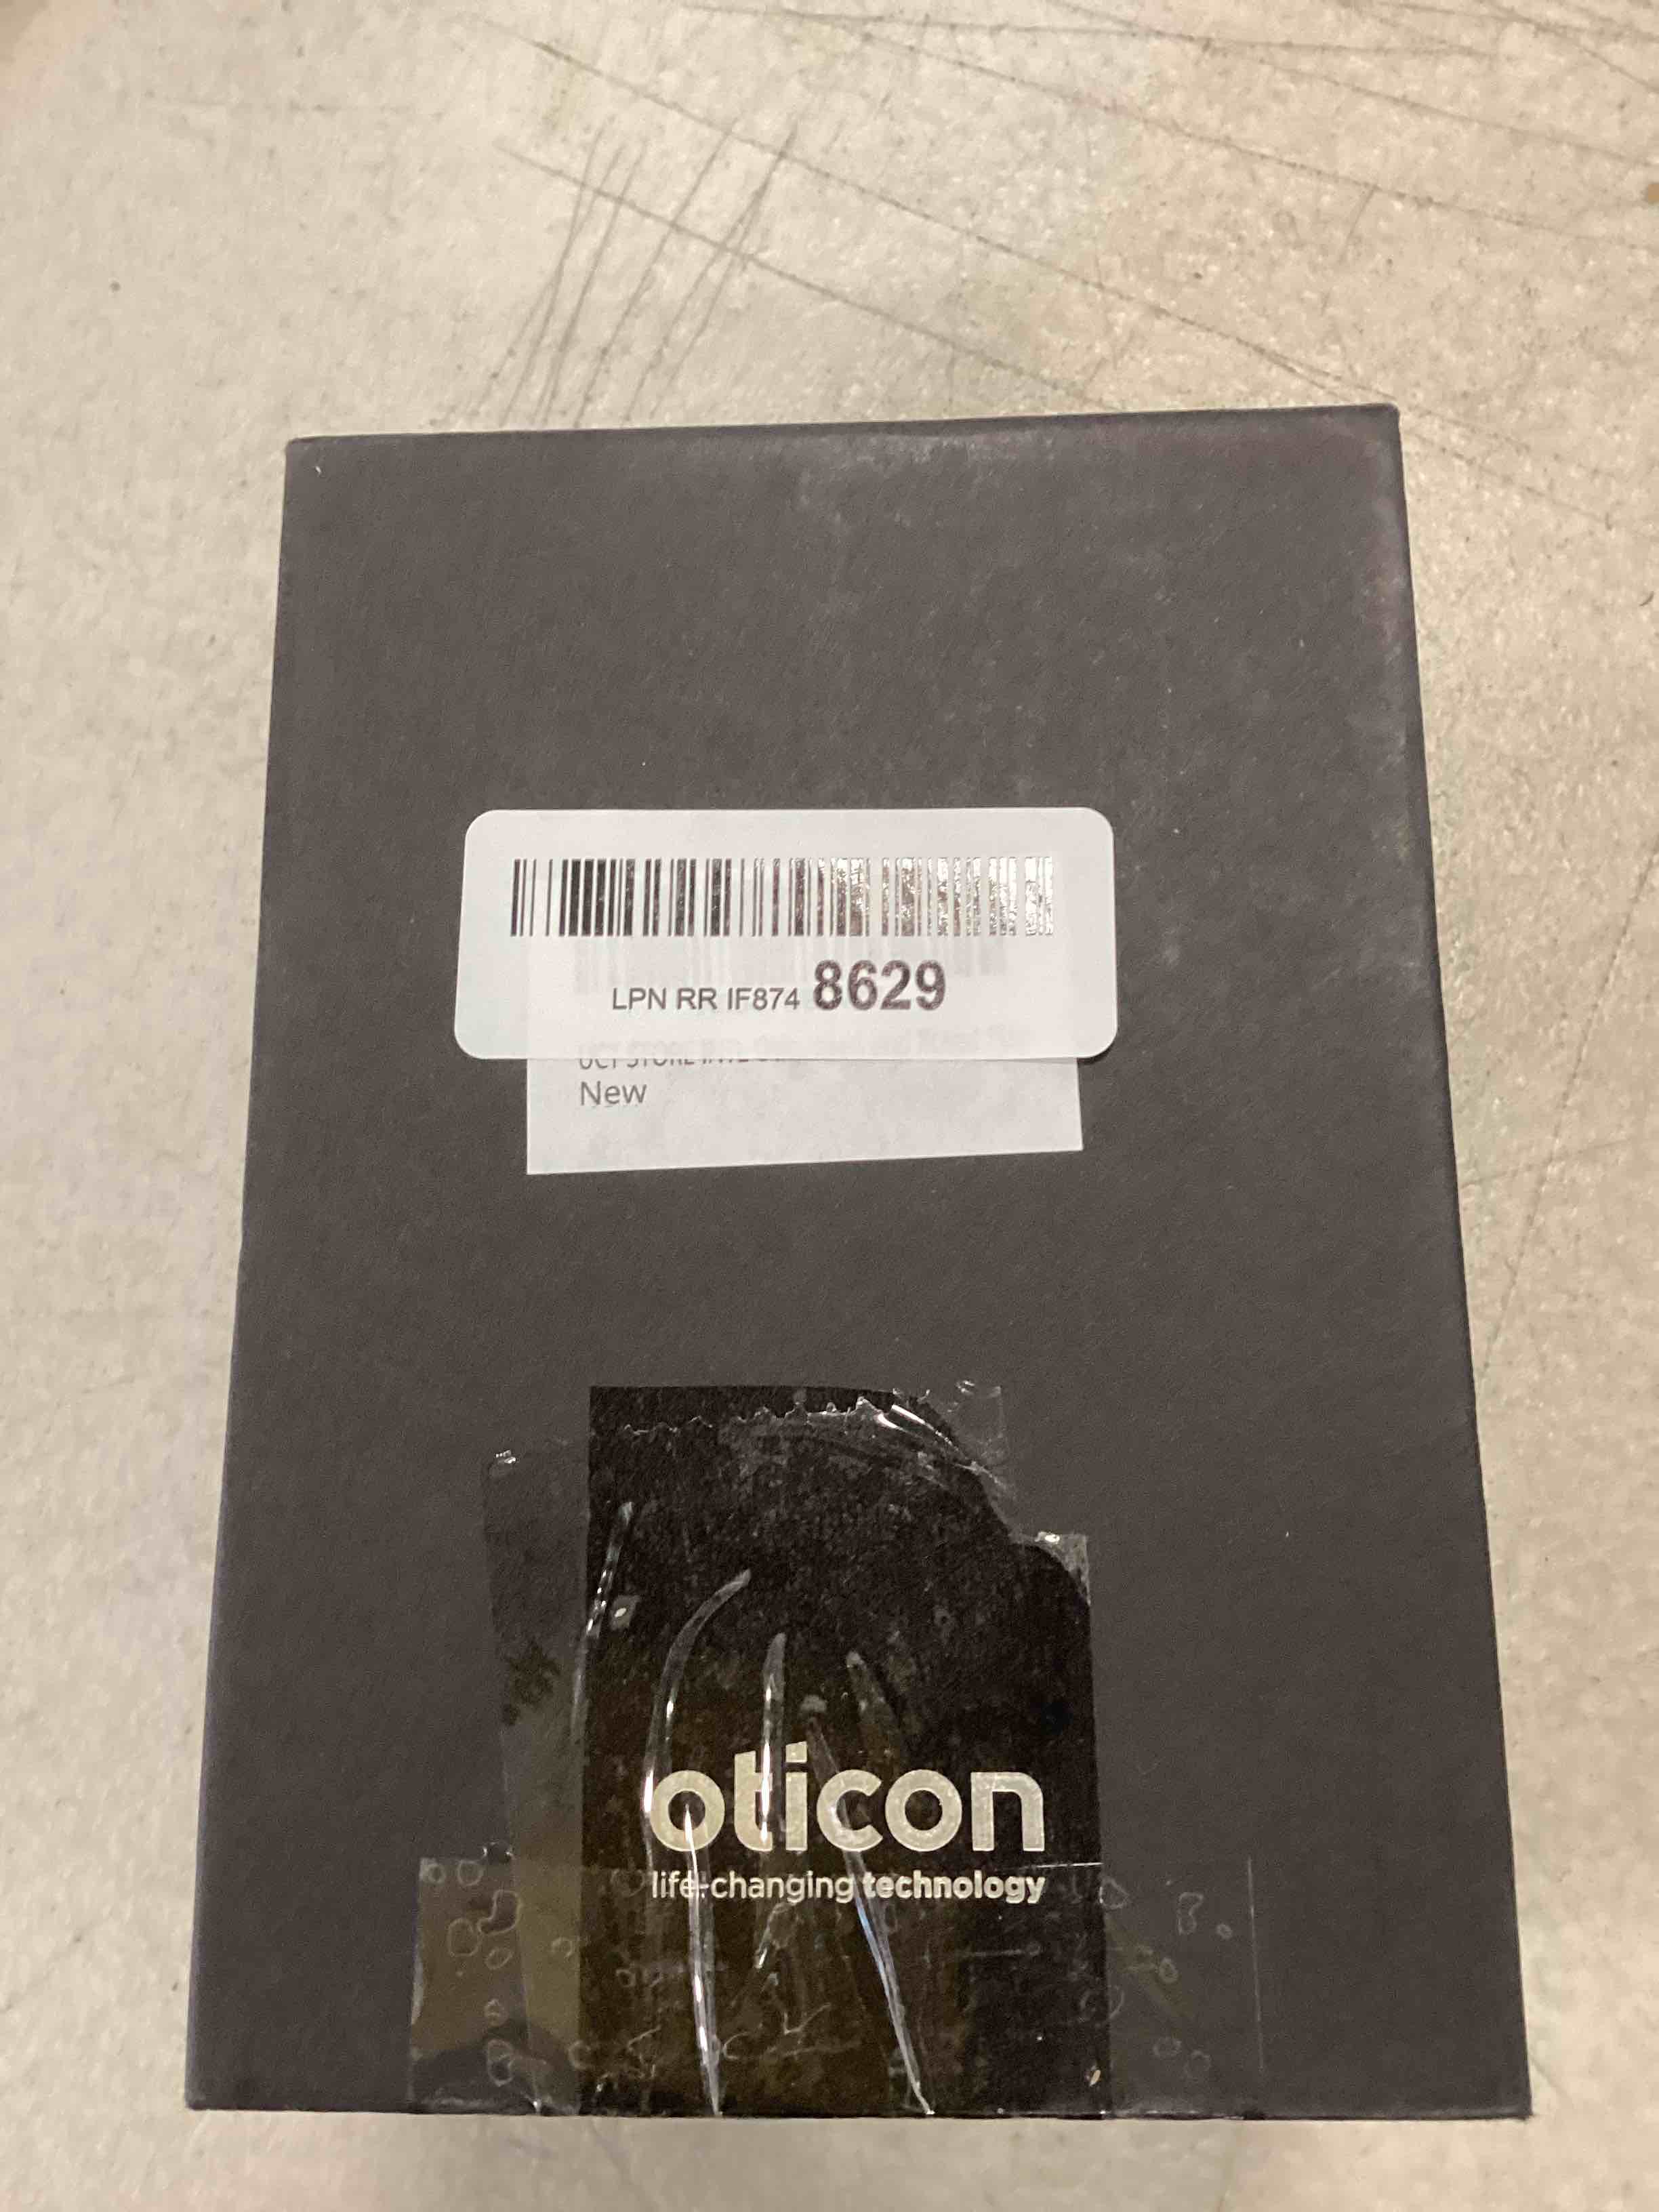 LPN RR IF874 8629
New
oticon
life-changing technology